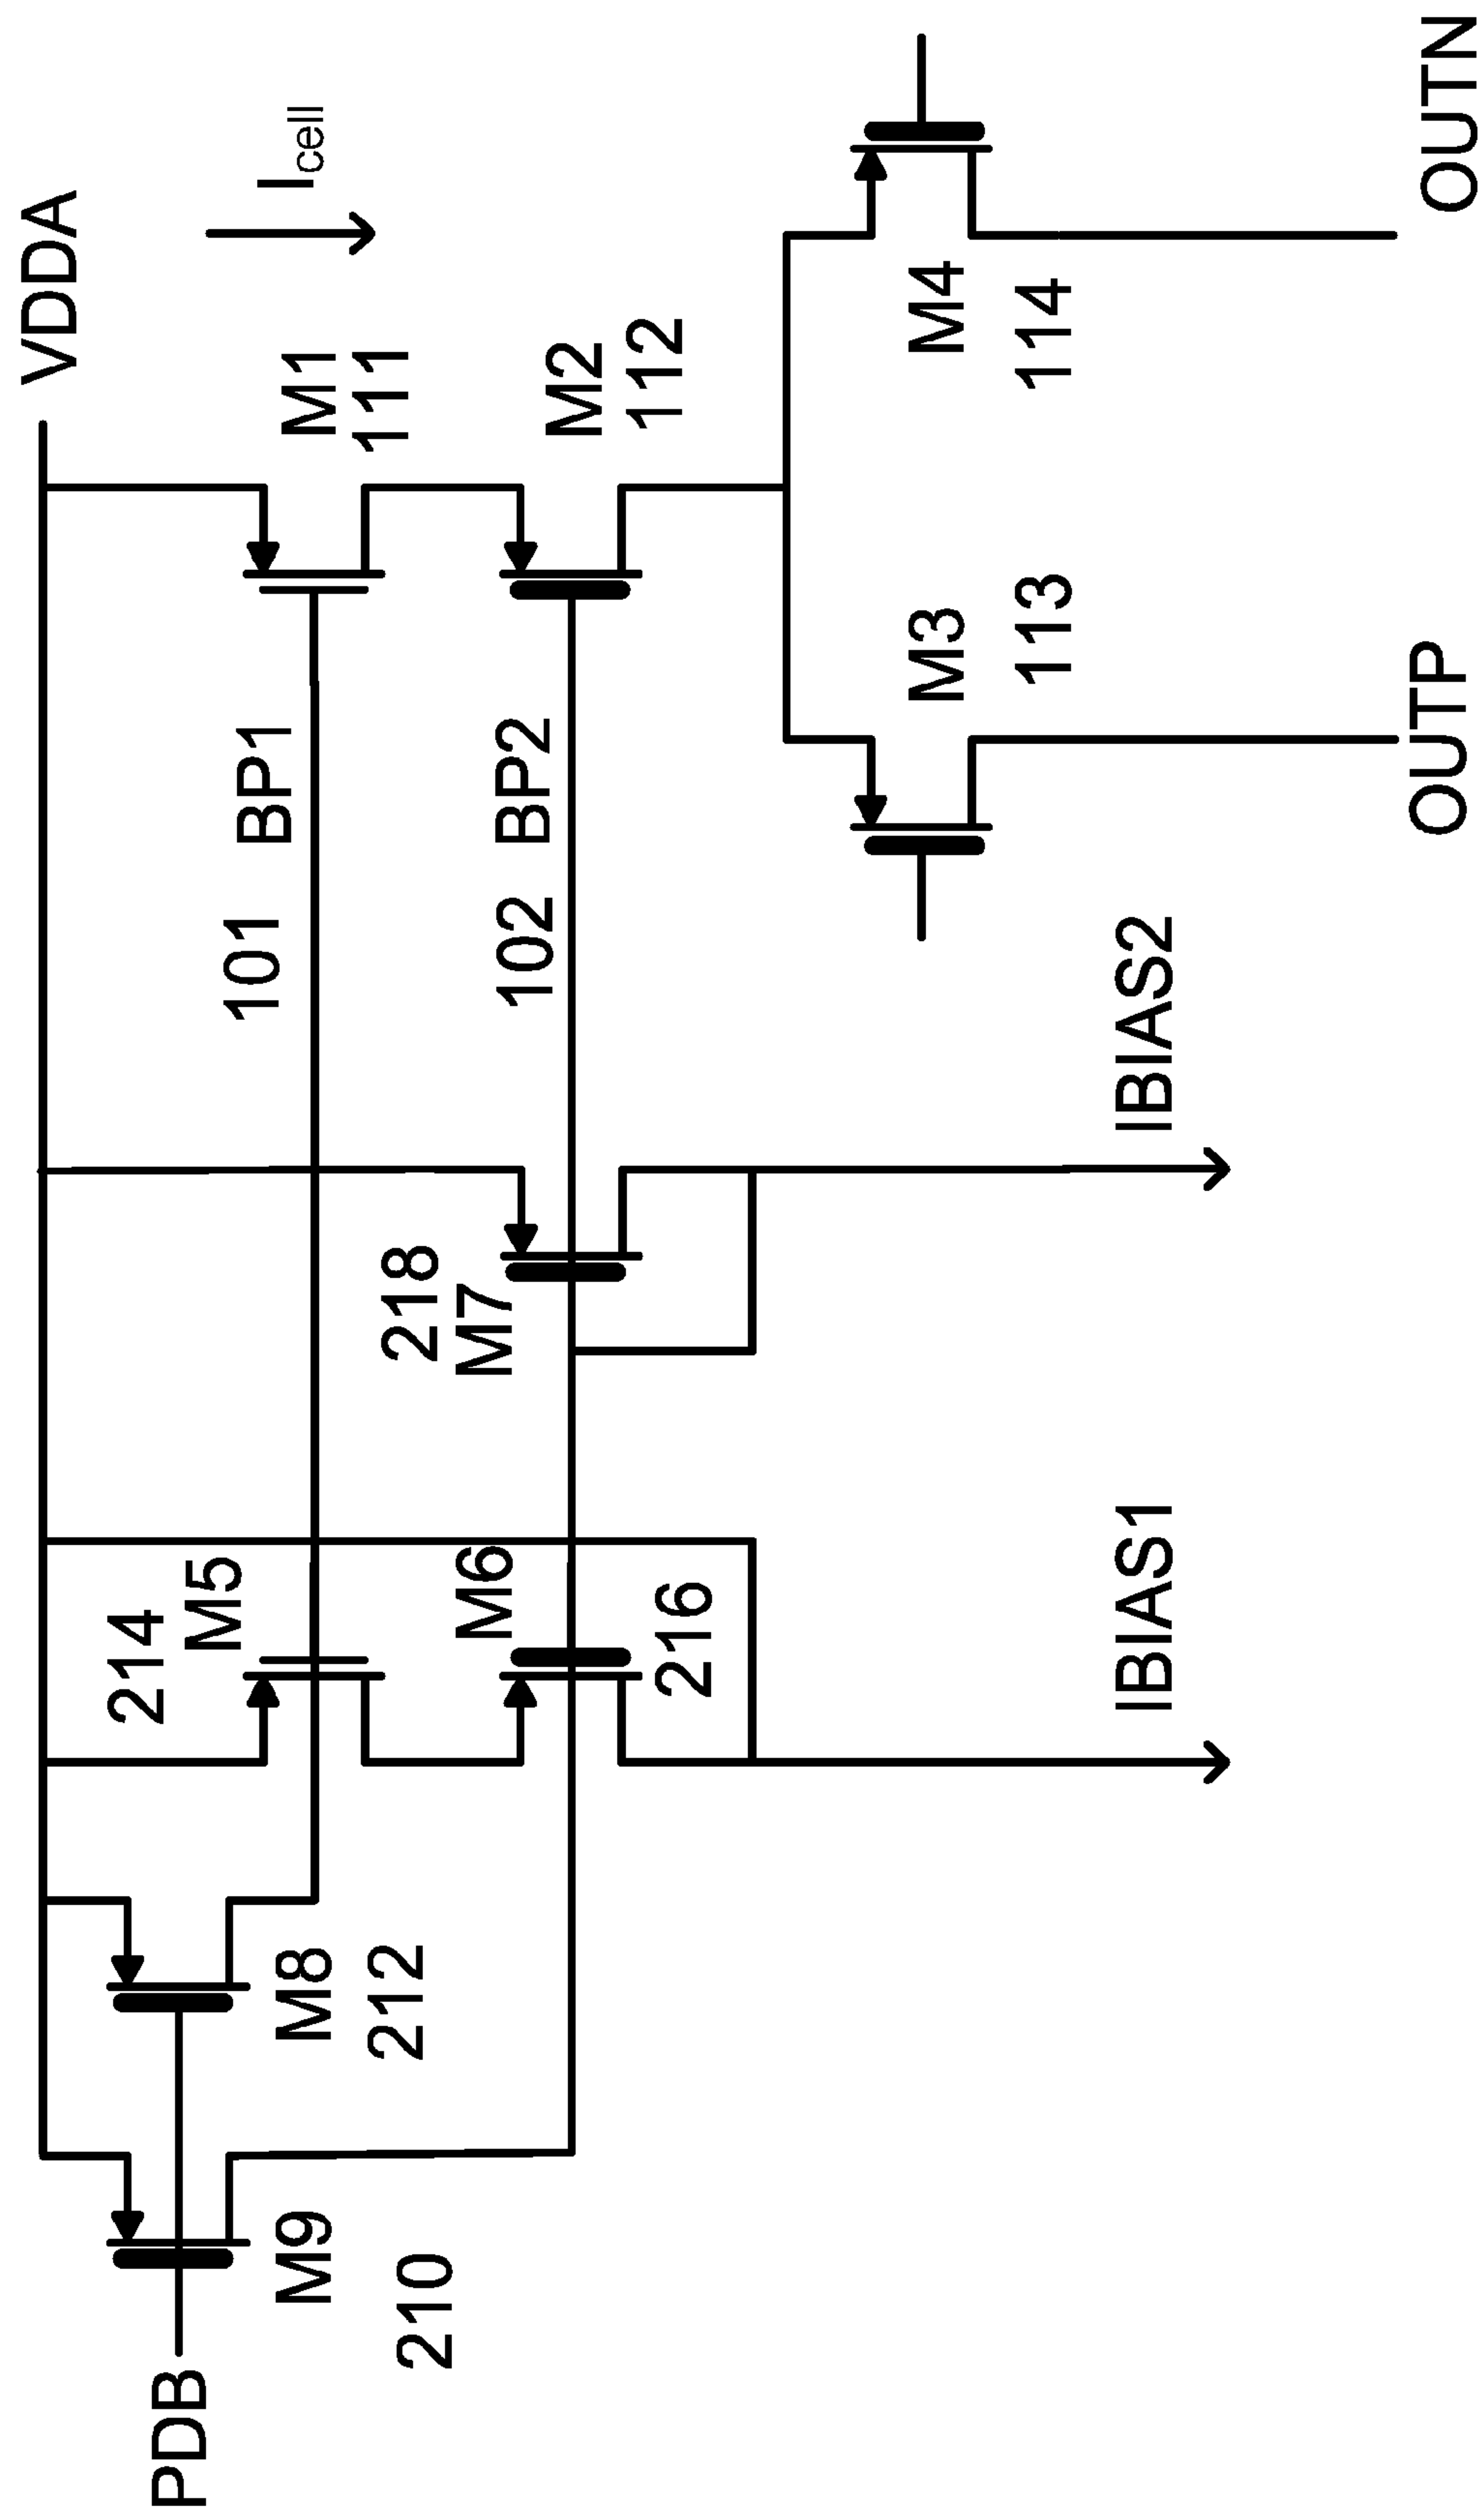 VDDA
Icell
M1
111
101 BP1
M5
214
M8
212
M9
210
PDB
M2
112
102 BP2
218
M7
M6
216
M3
113
M4
114
IBIAS1
IBIAS2
OUTP
OUTN